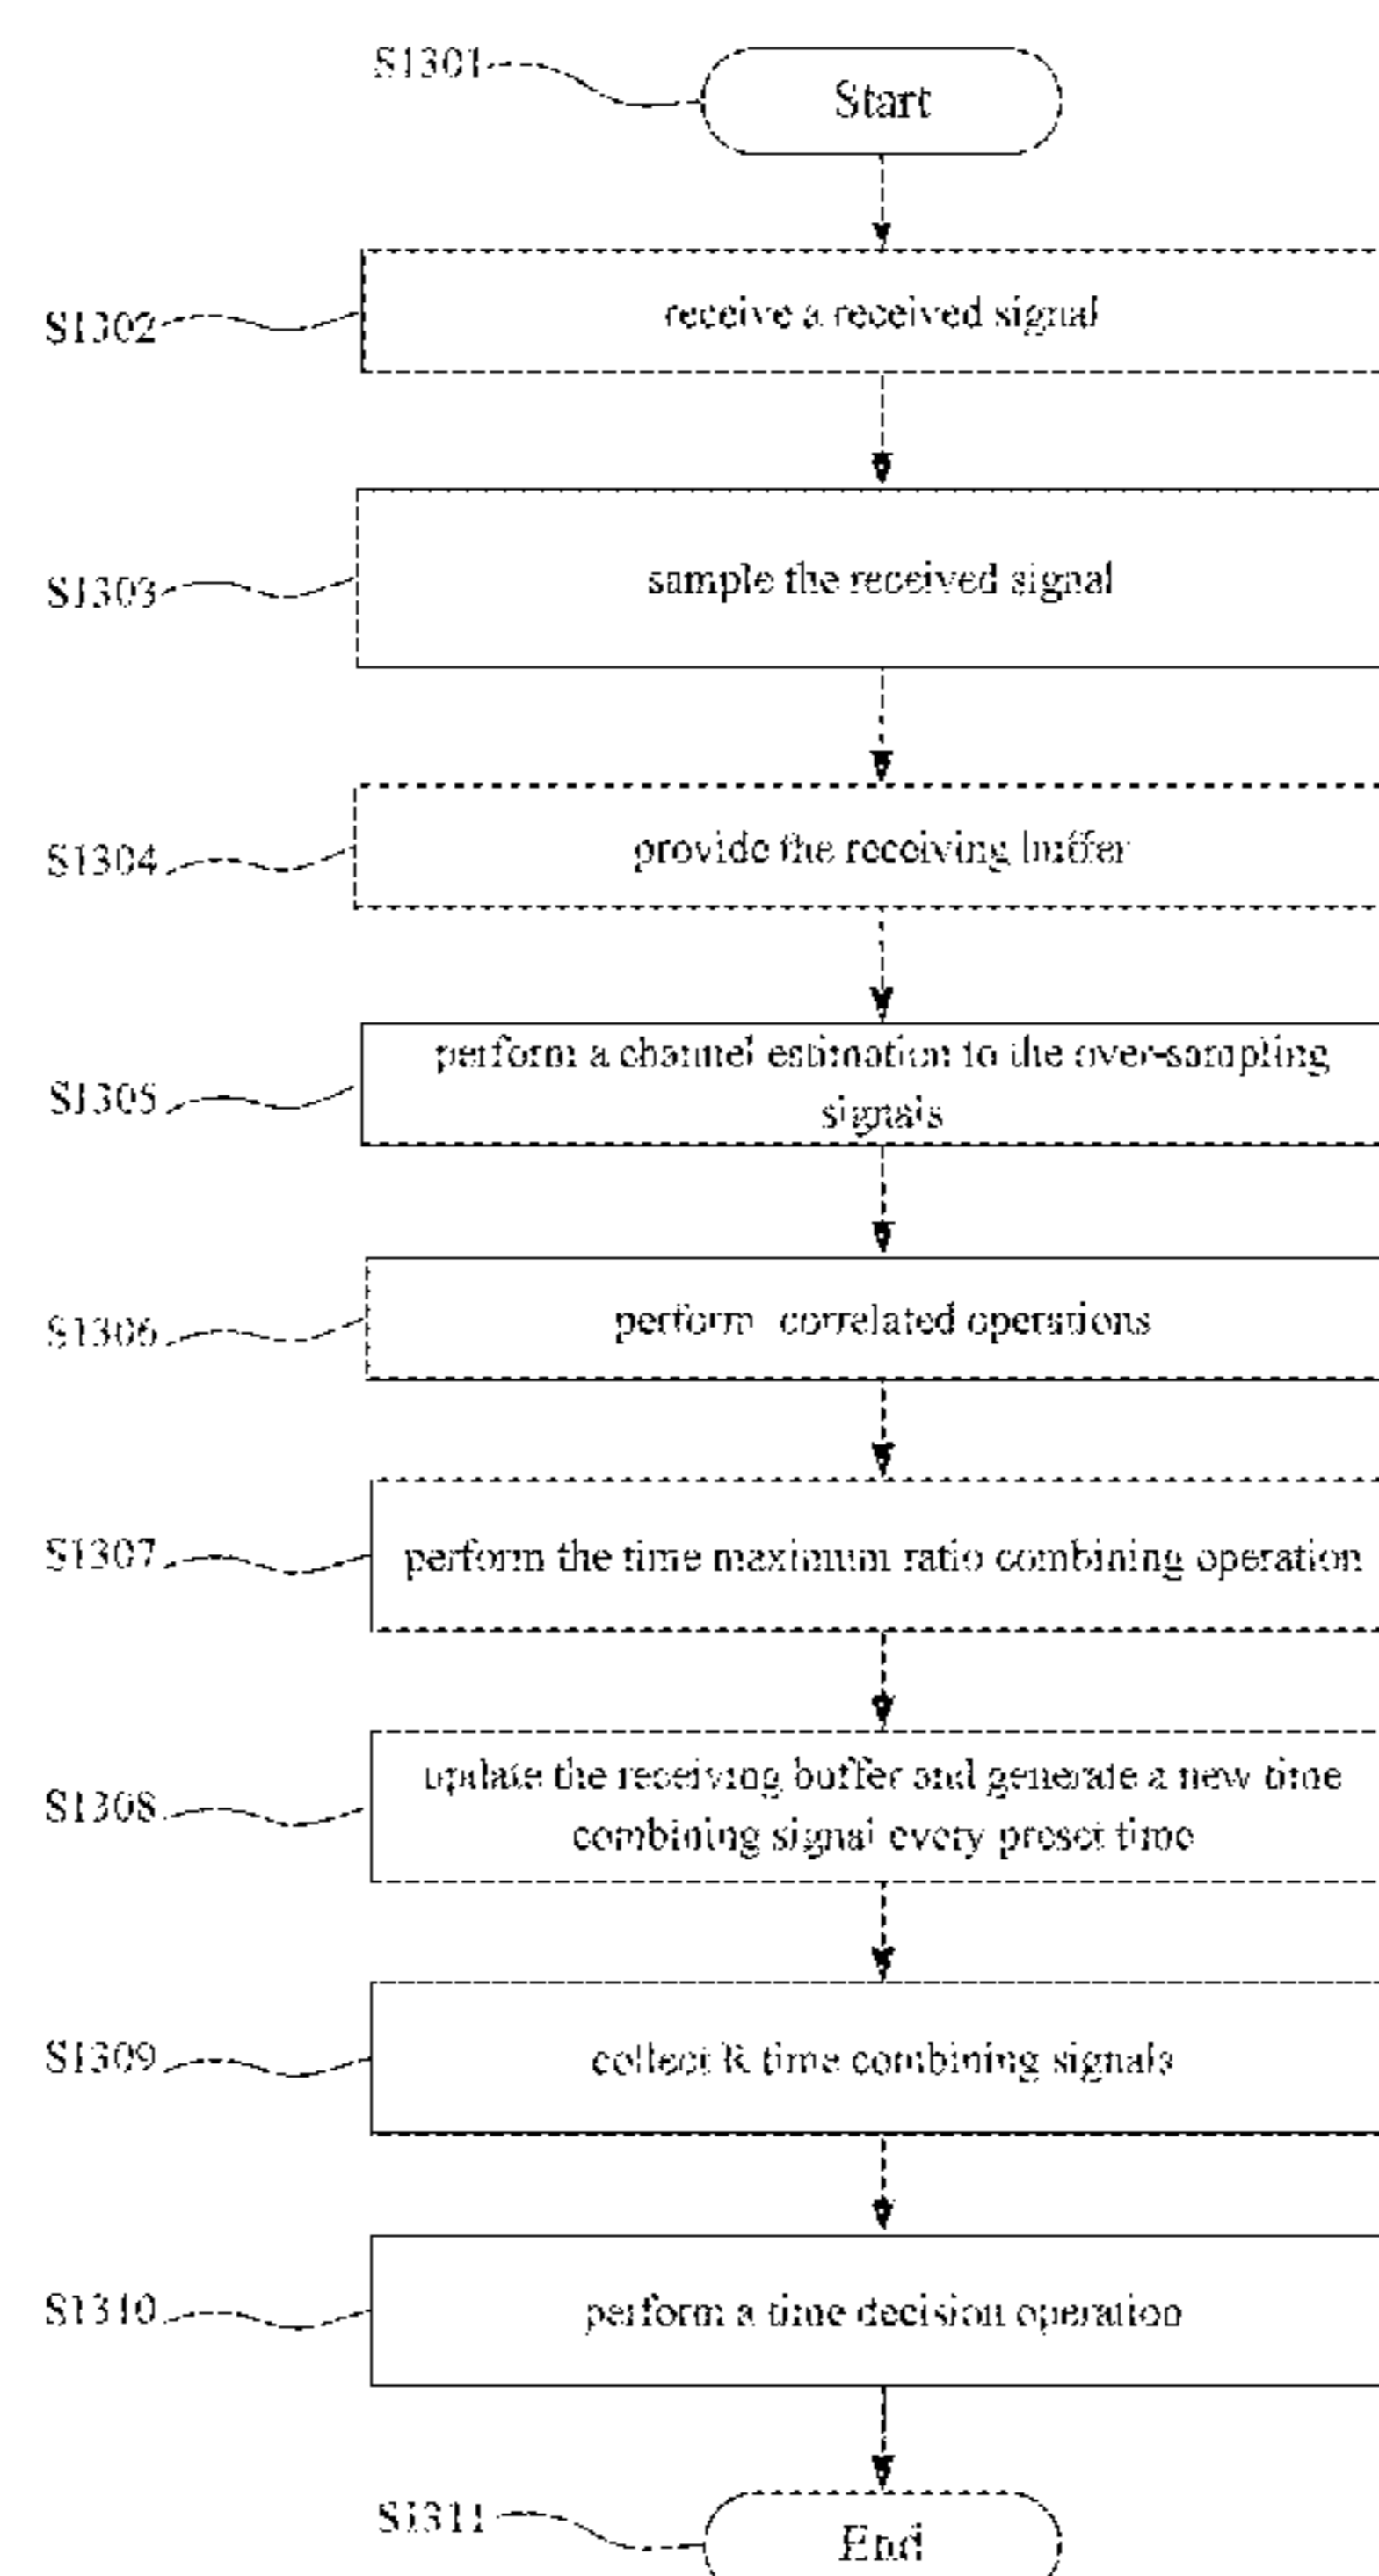 S1301
Start
S1302
receive a received signal
S1303
sample the received signal
S1304
provide the receiving buffer
S1305
perform a channel estimation to the over-sampling
signals
S1306
perform correlated operations
S1307
perform the time maximum ratio combining operation
S1308
update the receiving buffer and generate a new time
combining signal every preset time
S1309
collect R time combining signals
S1310
perform a time decision operation
S1311
End